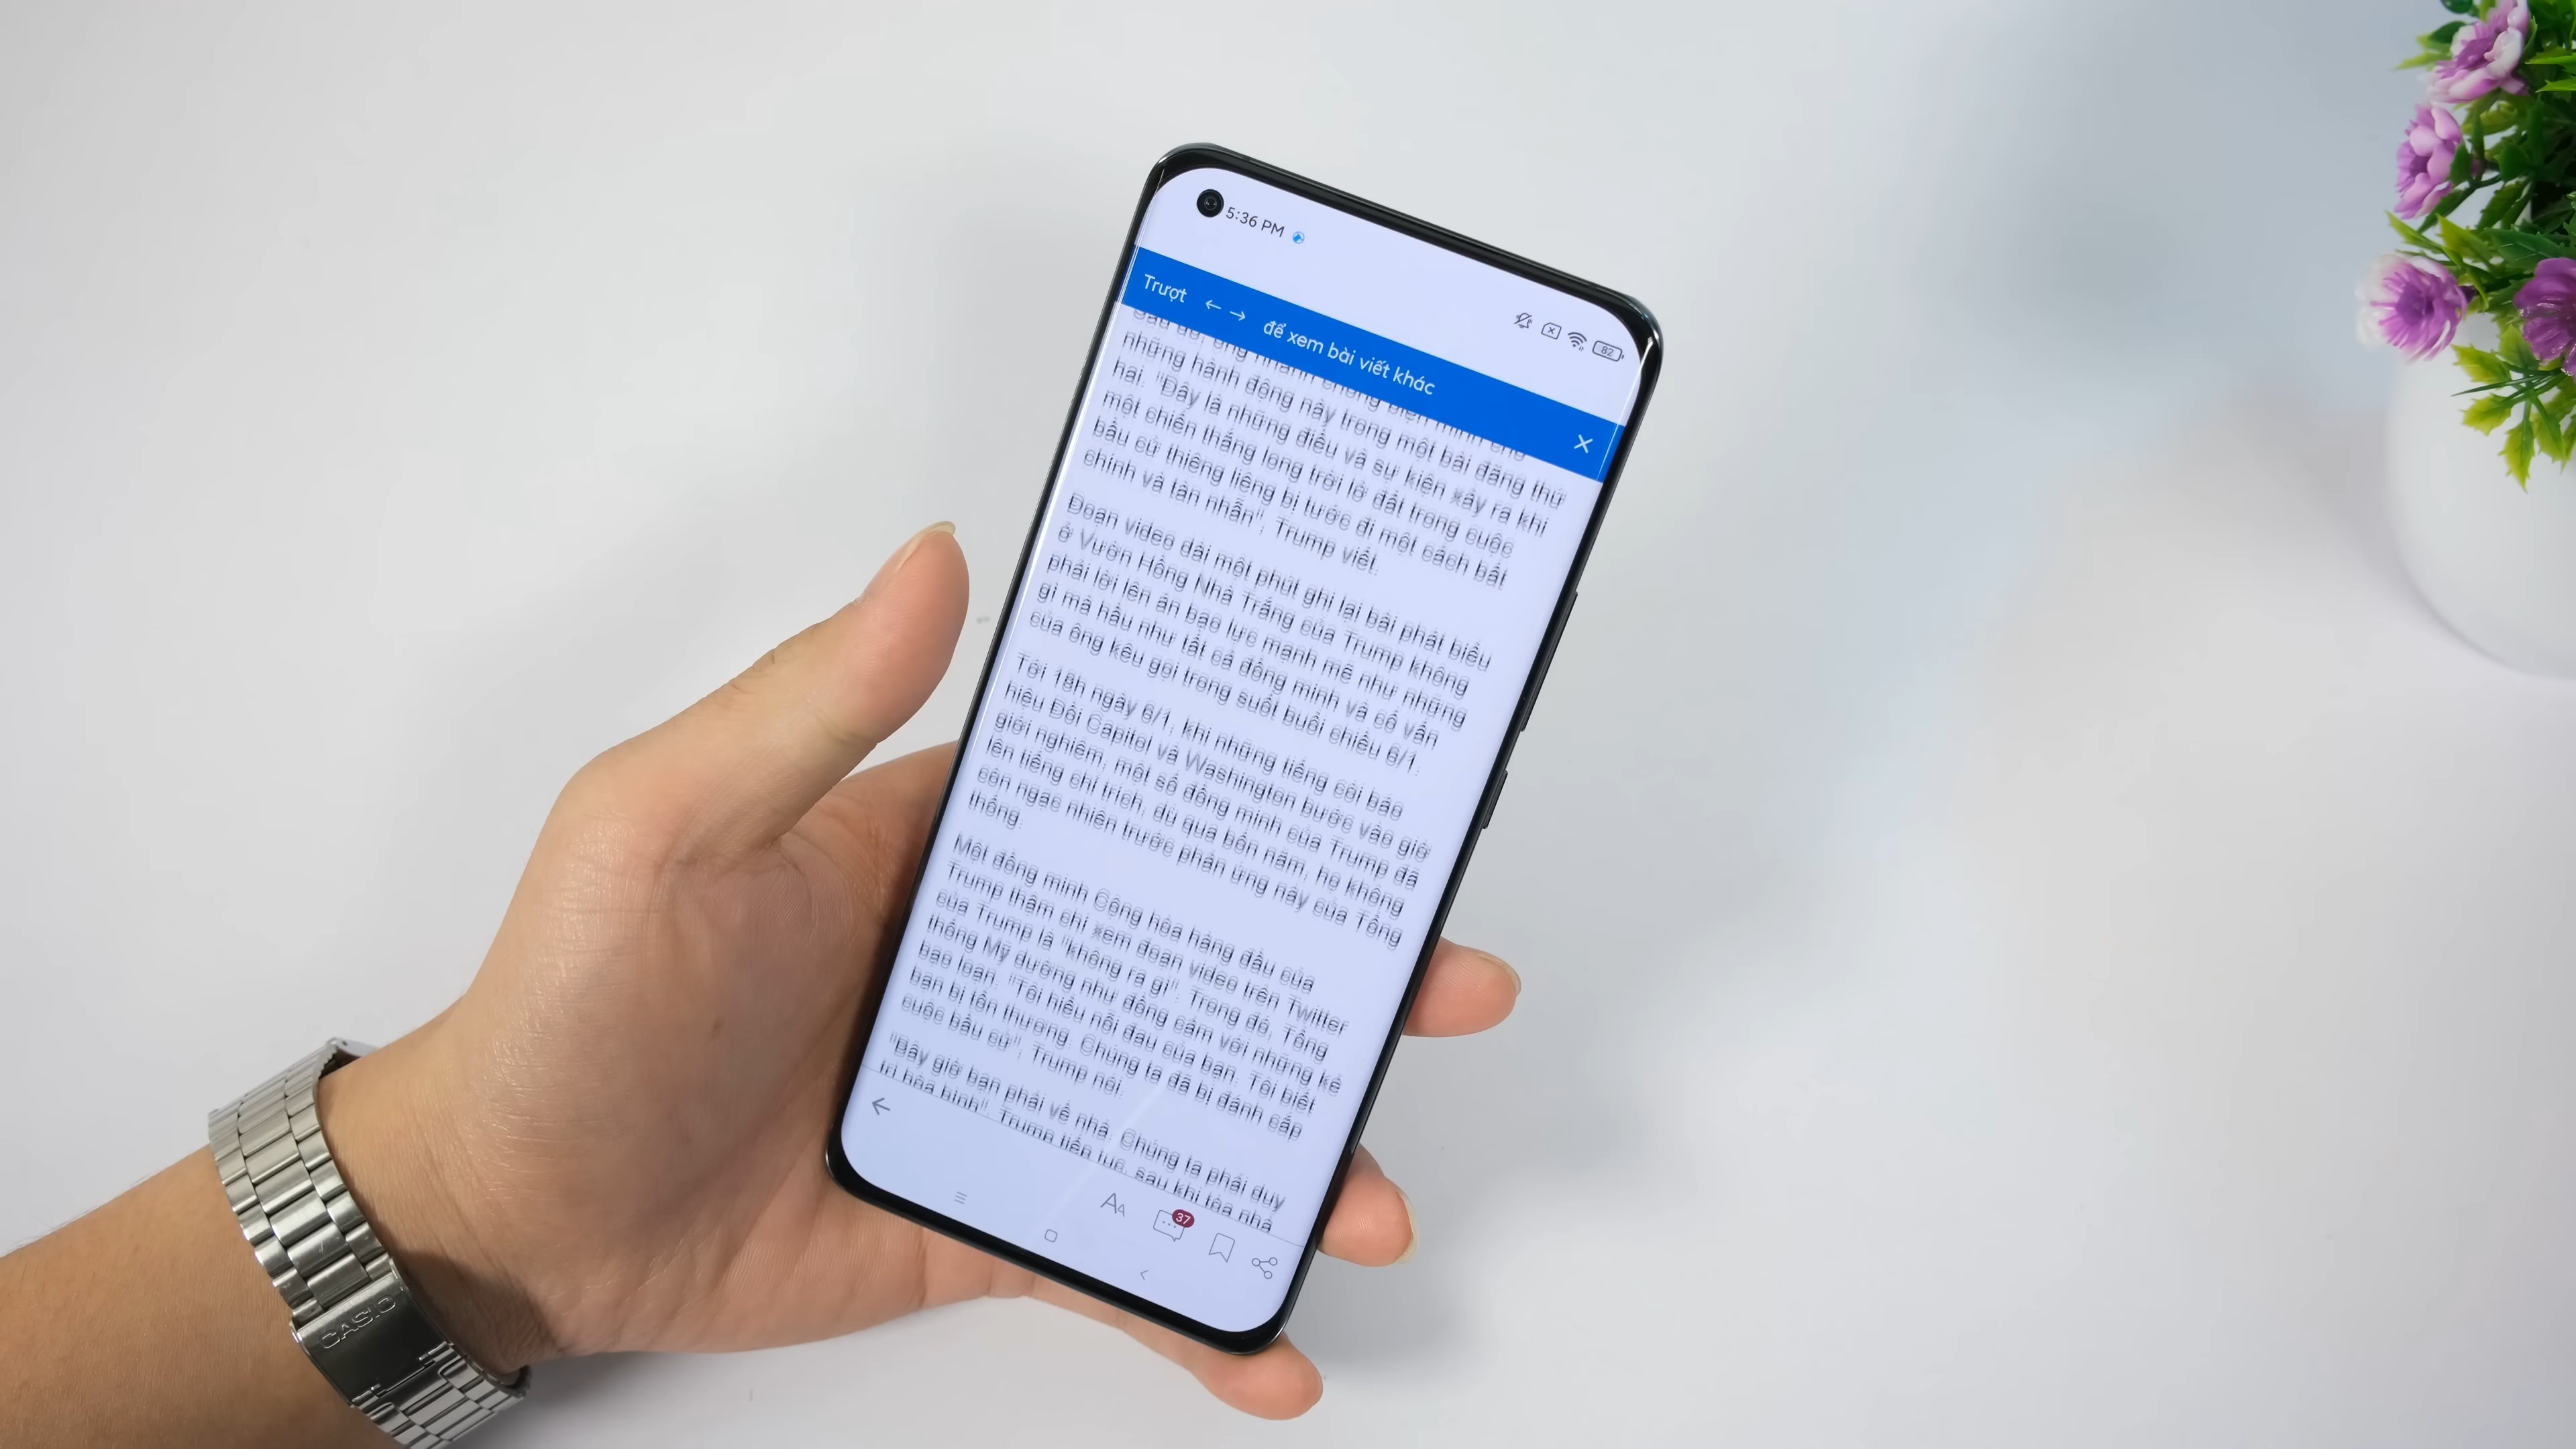 5:36 PM
82
Trượt ← → để xem bài viết khác
những hành động này trong một bài đăng thứ
hai. "Đây là những điều và sự kiện xảy ra khi
một chiến thắng long trời lở đất trong cuộc
bầu cử thiêng liêng bị tước đi một cách bất
chính và tàn nhẫn", Trump viết.
Đoạn video dài một phút ghi lại bài phát biểu
ở Vườn Hồng Nhà Trắng của Trump không
phải lời lên án bạo lực mạnh mẽ như những
gì mà hầu như tất cả đồng minh và cố vấn
của ông kêu gọi trong suốt buổi chiều 6/1.
Tới 18h ngày 6/1, khi những tiếng còi báo
hiệu Đồi Capitol và Washington bước vào giờ
giới nghiêm, một số đồng minh của Trump đã
lên tiếng chỉ trích, dù qua bốn năm, họ không
còn ngạc nhiên trước phản ứng này của Tổng
thống.
Một đồng minh Cộng hòa hàng đầu của
Trump thậm chí xem đoạn video trên Twitter
của Trump là "không ra gì". Trong đó, Tổng
thống Mỹ dường như đồng cảm với những kẻ
bạo loạn. "Tôi hiểu nỗi đau của bạn. Tôi biết
bạn bị tổn thương. Chúng ta đã bị đánh cắp
cuộc bầu cử", Trump nói.
"Bây giờ bạn phải về nhà. Chúng ta phải duy
trì hòa bình", Trump tiếp tục, sau khi tòa nhà
AA
37
CASIO